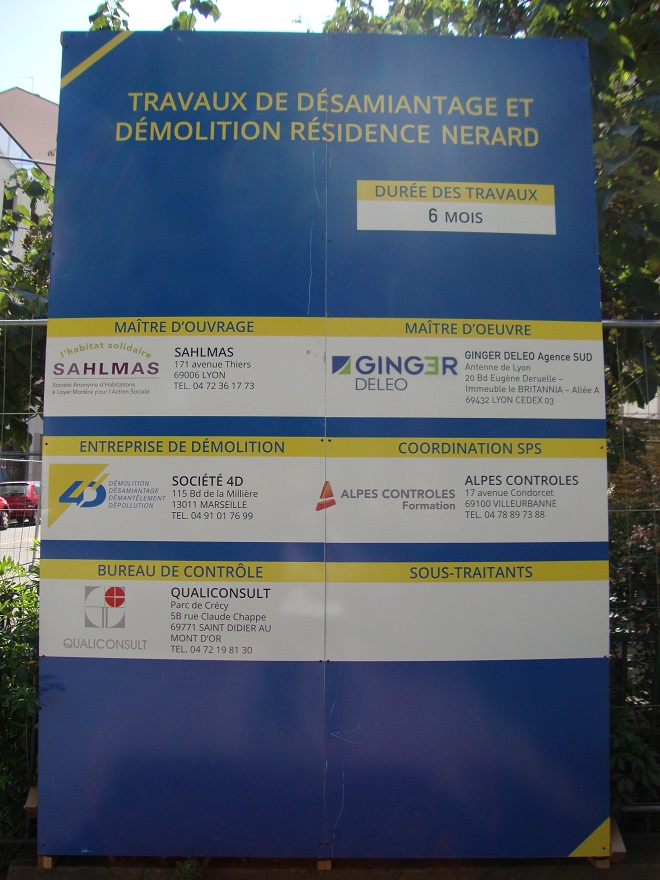 TRAVAUX DE DÉSAMIANTAGE ET
DÉMOLITION RÉSIDENCE NERARD
DURÉE DES TRAVAUX
6 MOIS
MAÎTRE D'OUVRAGE
l'habitat solidaire
SAHLMAS
Société Anonyme d'Habitations
à Loyer Modéré pour l'Action Sociale
SAHLMAS
171 avenue Thiers
69006 LYON
TEL. 04 72 36 17 73
MAÎTRE D'OEUVRE
GINGER
DELEO
GINGER DELEO Agence SUD
Antenne de Lyon
20 Bd Eugène Deruelle –
Immeuble le BRITANNIA – Allée A
69432 LYON CEDEX 03
ENTREPRISE DE DÉMOLITION
4D
DÉMOLITION
DÉSAMIANTAGE
DÉMANTÈLEMENT
DÉPOLLUTION
SOCIÉTÉ 4D
115 Bd de la Millière
13011 MARSEILLE
TEL. 04 91 01 76 99
COORDINATION SPS
ALPES CONTROLES
Formation
ALPES CONTROLES
17 avenue Condorcet
69100 VILLEURBANNE
TEL. 04 78 89 73 88
BUREAU DE CONTRÔLE
QUALICONSULT
QUALICONSULT
Parc de Crécy
5B rue Claude Chappe
69771 SAINT DIDIER AU
MONT D'OR
TEL. 04 72 19 81 30
SOUS-TRAITANTS